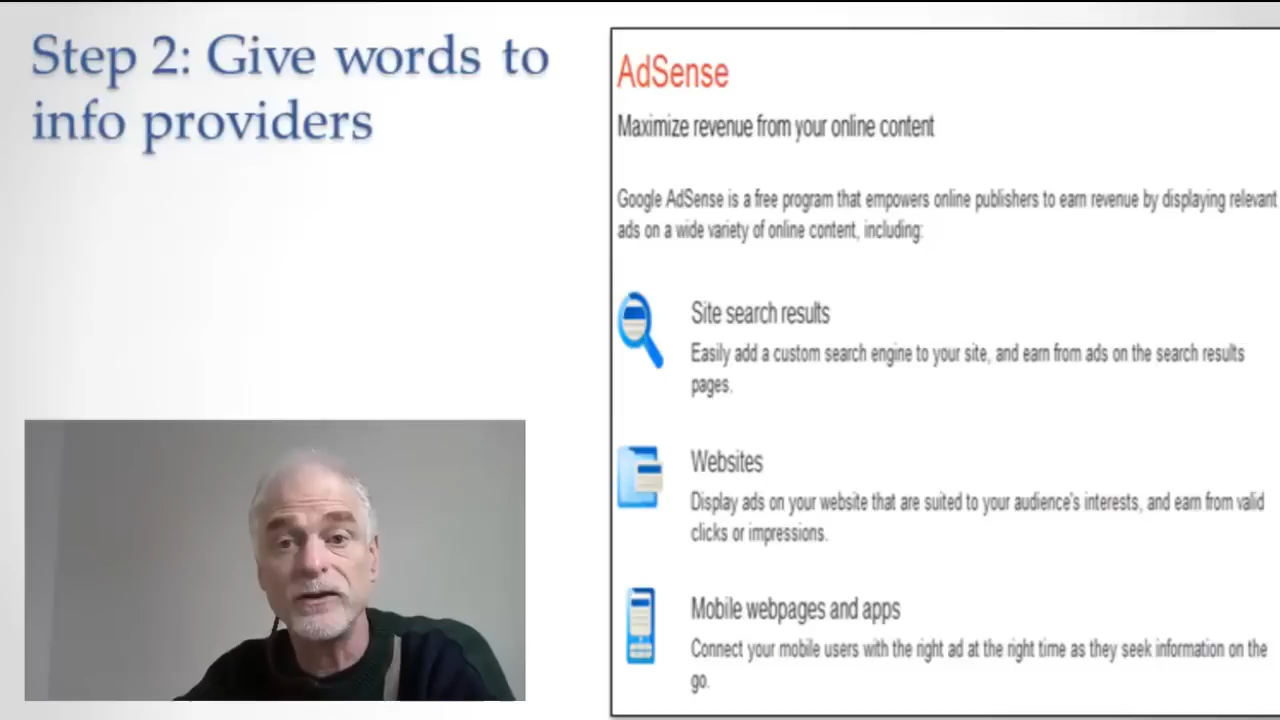 Step 2: Give words to
info providers
AdSense
Maximize revenue from your online content
Google AdSense is a free program that empowers online publishers to earn revenue by displaying relevant
ads on a wide variety of online content, including:
Site search results
Easily add a custom search engine to your site, and earn from ads on the search results
pages.
Websites
Display ads on your website that are suited to your audience's interests, and earn from valid
clicks or impressions.
Mobile webpages and apps
Connect your mobile users with the right ad at the right time as they seek information on the
go.